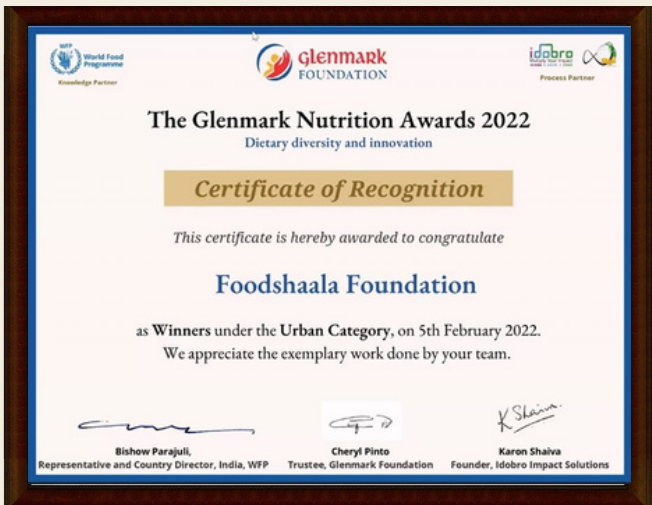 WFP
World Food
Programme
Knowledge Partner
glenmark
FOUNDATION
idobro
Process Partner
The Glenmark Nutrition Awards 2022
Dietary diversity and innovation
Certificate of Recognition
This certificate is hereby awarded to congratulate
Foodshaala Foundation
as Winners under the Urban Category, on 5th February 2022.
We appreciate the exemplary work done by your team.
K Shaiva
Bishow Parajuli,
Representative and Country Director, India, WFP
Cheryl Pinto
Trustee, Glenmark Foundation
Karon Shaiva
Founder, Idobro Impact Solutions